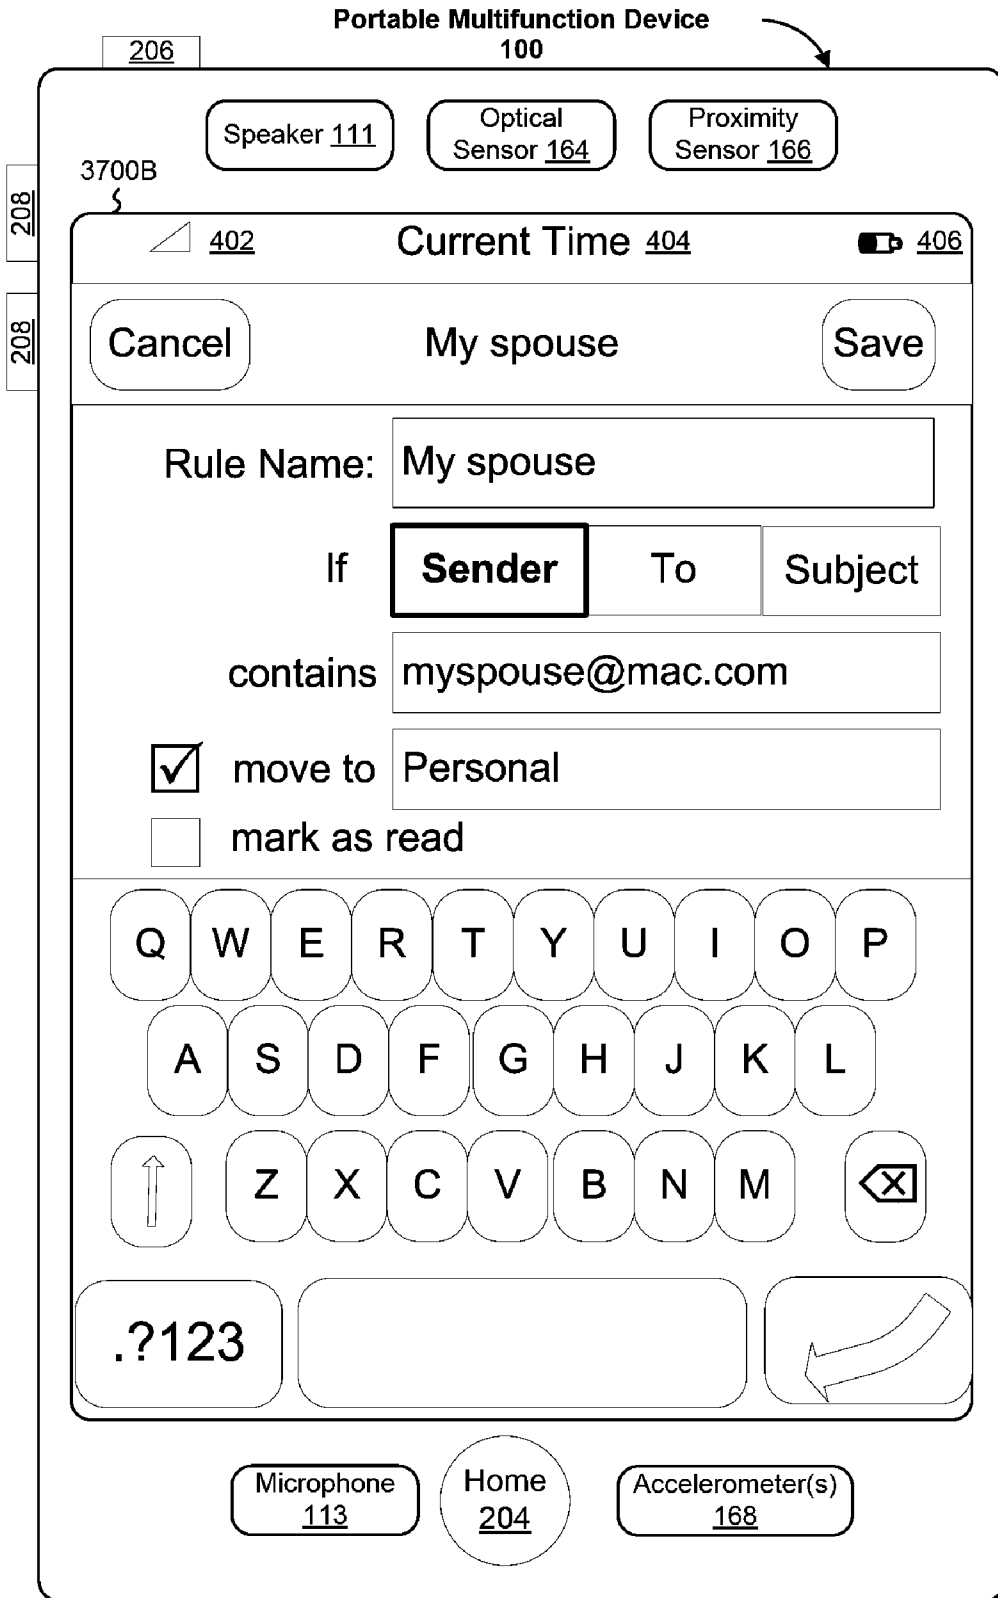 Portable Multifunction Device
100
206
Speaker 111
Optical
Sensor 164
Proximity
Sensor 166
3700B
208
208
402
Current Time 404
406
Cancel
My spouse
Save
Rule Name: My spouse
If Sender To Subject
contains myspouse@mac.com
move to Personal
mark as read
Q W E R T Y U I O P
A S D F G H J K L
Z X C V B N M
.?123
Microphone
113
Home
204
Accelerometer(s)
168